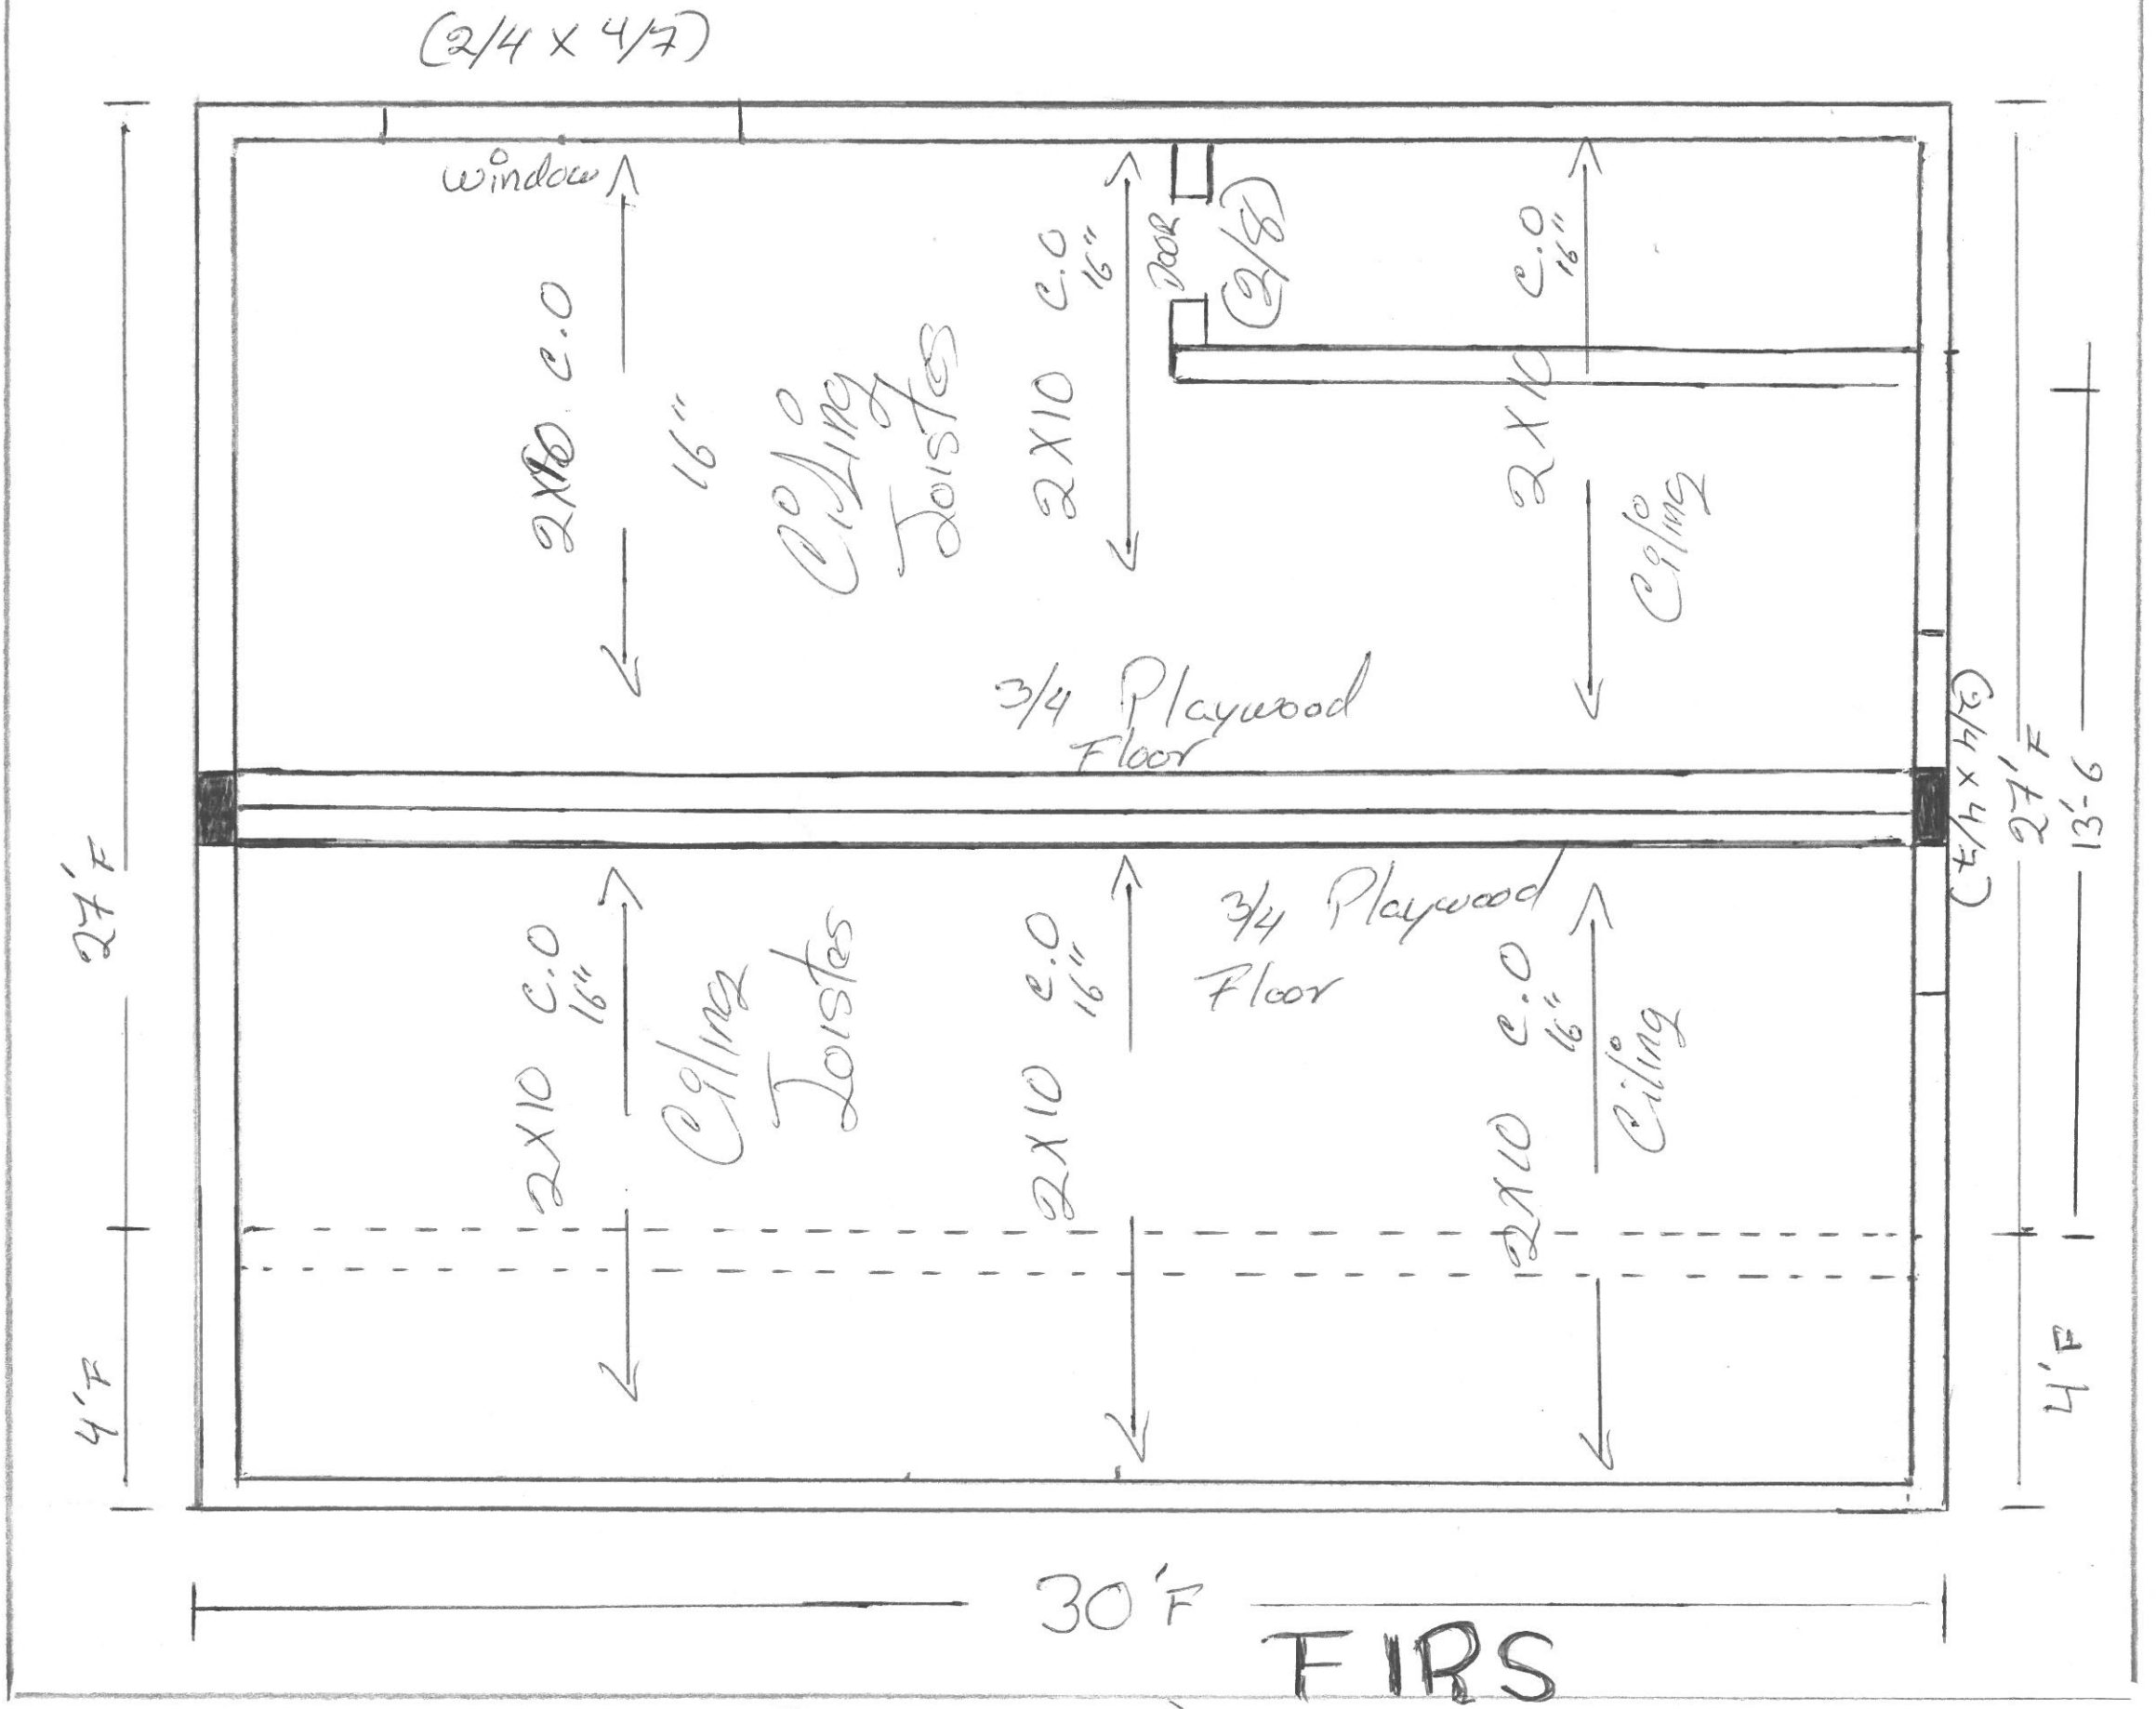 (2/4 X 4/7)
window
2X10 C.O
16"
Ciling
Joistes
2X10 C.O
16"
DOOR
(2/8)
2X10 C.O
16"
Ciling
3/4 Playwood
Floor
27'F
(2/4 X 4/7)
27'F
13'-6
2X10 C.O
16"
Ciling
Joistes
2X10 C.O
16"
3/4 Playwood
Floor
2X10 C.O
16"
Ciling
4'F
4'F
30'F
FIRS